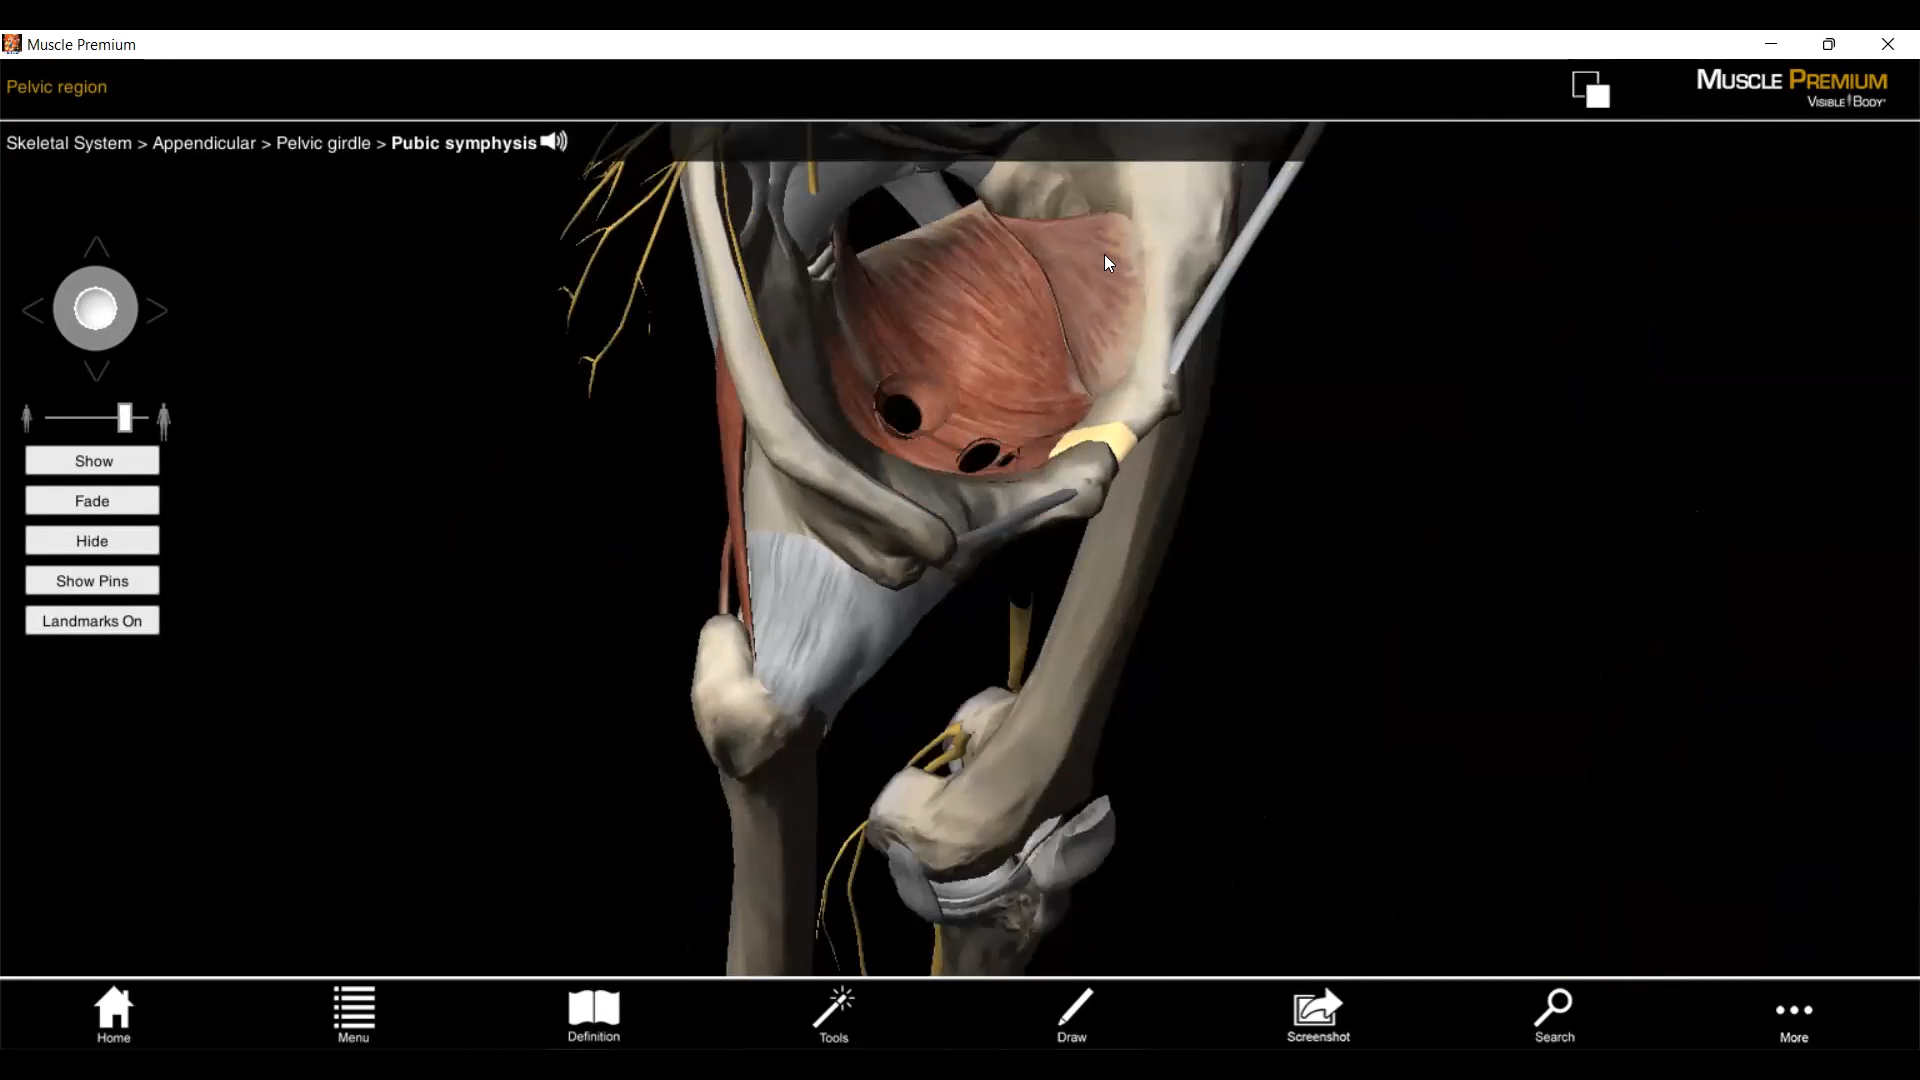 Muscle Premium
Pelvic region
MUSCLE PREMIUM
VISIBLE BODY
Skeletal System > Appendicular > Pelvic girdle > Pubic symphysis
Show
Fade
Hide
Show Pins
Landmarks On
Home
Menu
Definition
Tools
Draw
Screenshot
Search
More